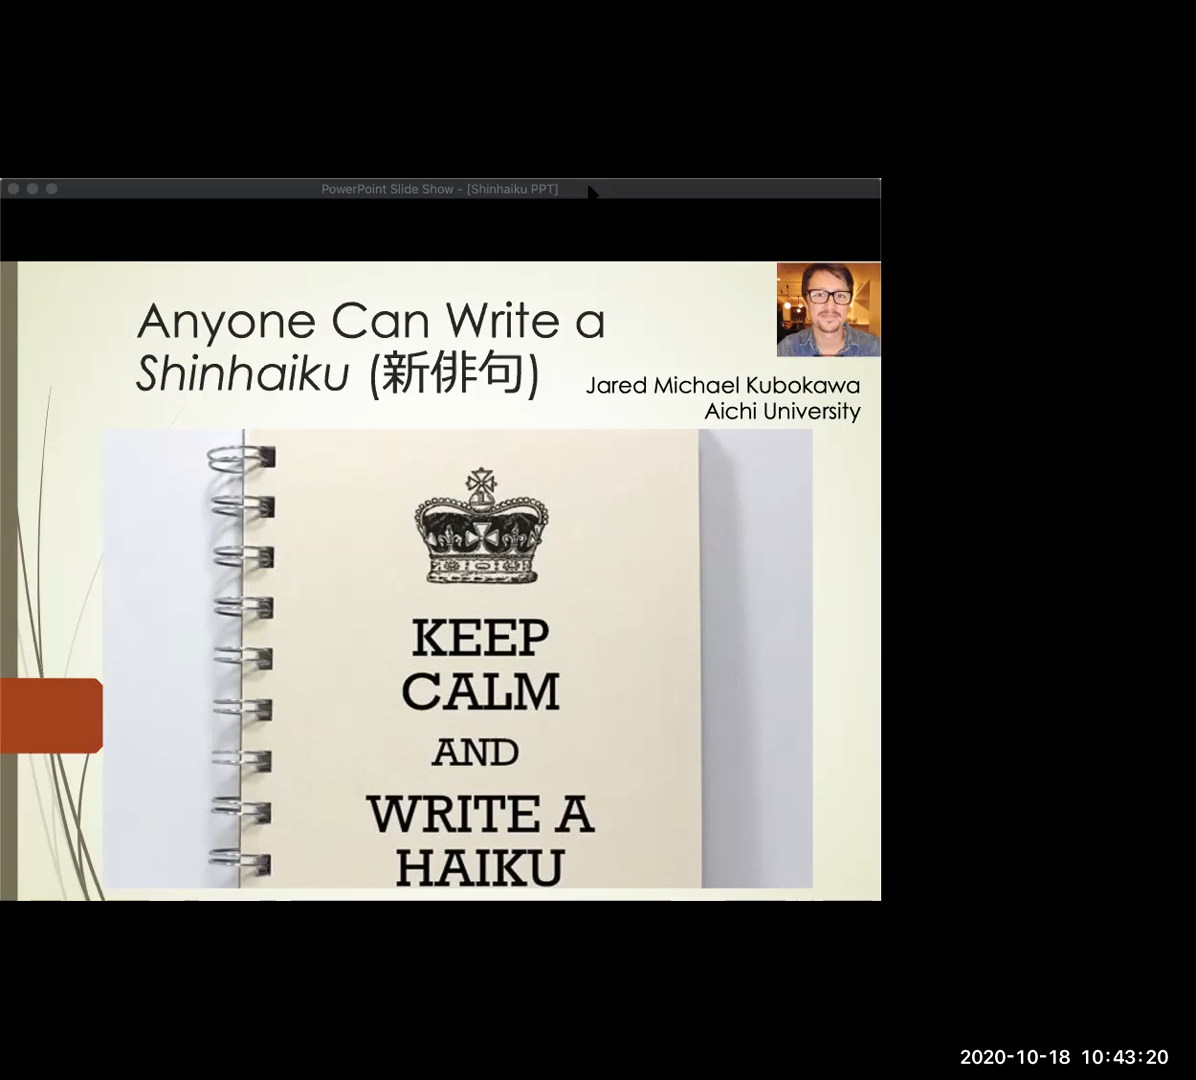 PowerPoint Slide Show - [Shinhaiku PPT]
Anyone Can Write a
Shinhaiku (新俳句)
Jared Michael Kubokawa
Aichi University
KEEP
CALM
AND
WRITE A
HAIKU
2020-10-18 10:43:20